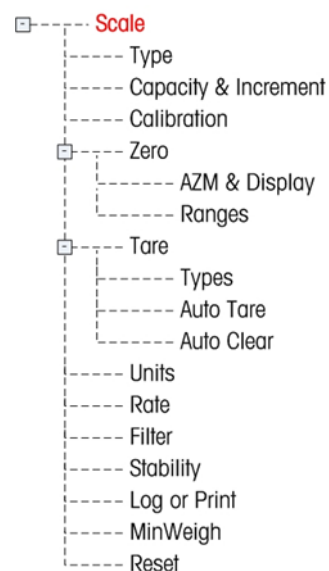 Scale
Type
Capacity & Increment
Calibration
Zero
AZM & Display
Ranges
Tare
Types
Auto Tare
Auto Clear
Units
Rate
Filter
Stability
Log or Print
MinWeigh
Reset